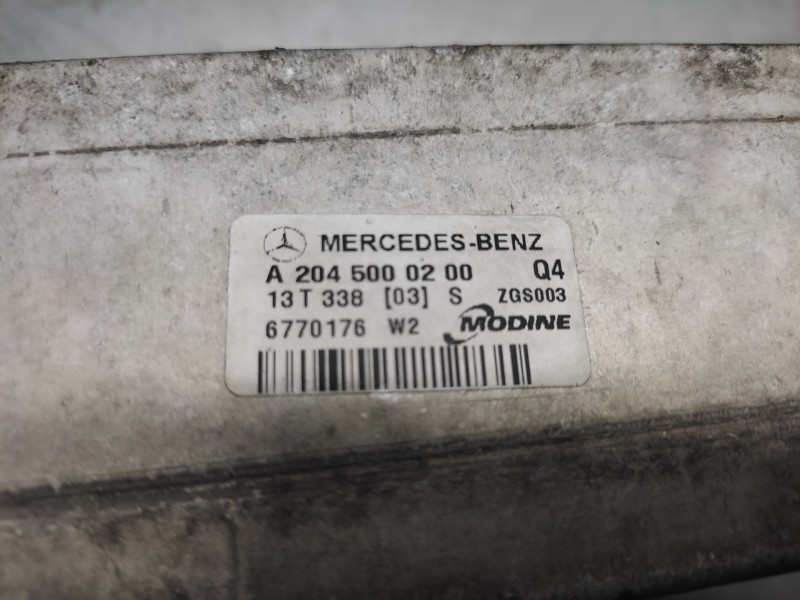 MERCEDES-BENZ
A 204 500 02 00 Q4
13 T 338 [03] S ZGS003
6770176 W2 MODINE